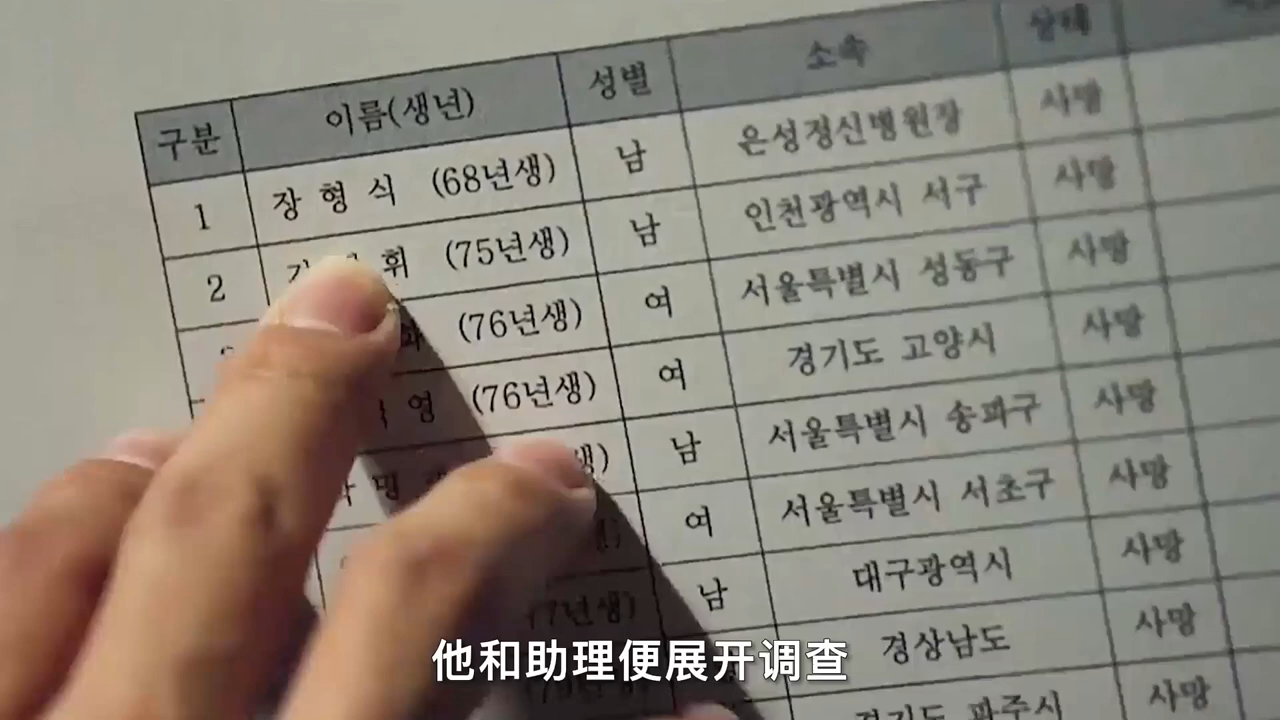 구분 이름(생년) 성별 소속 상태
1 장 형 식 (68년생) 남 은성정신병원장 사망
2 휘 (75년생) 남 인천광역시 서구 사망
(76년생) 여 서울특별시 성동구 사망
영 (76년생) 여 경기도 고양시 사망
남 서울특별시 송파구 사망
여 서울특별시 서초구 사망
남 대구광역시 사망
경상남도 사망
경기도 파주시 사망
他和助理便展开调查